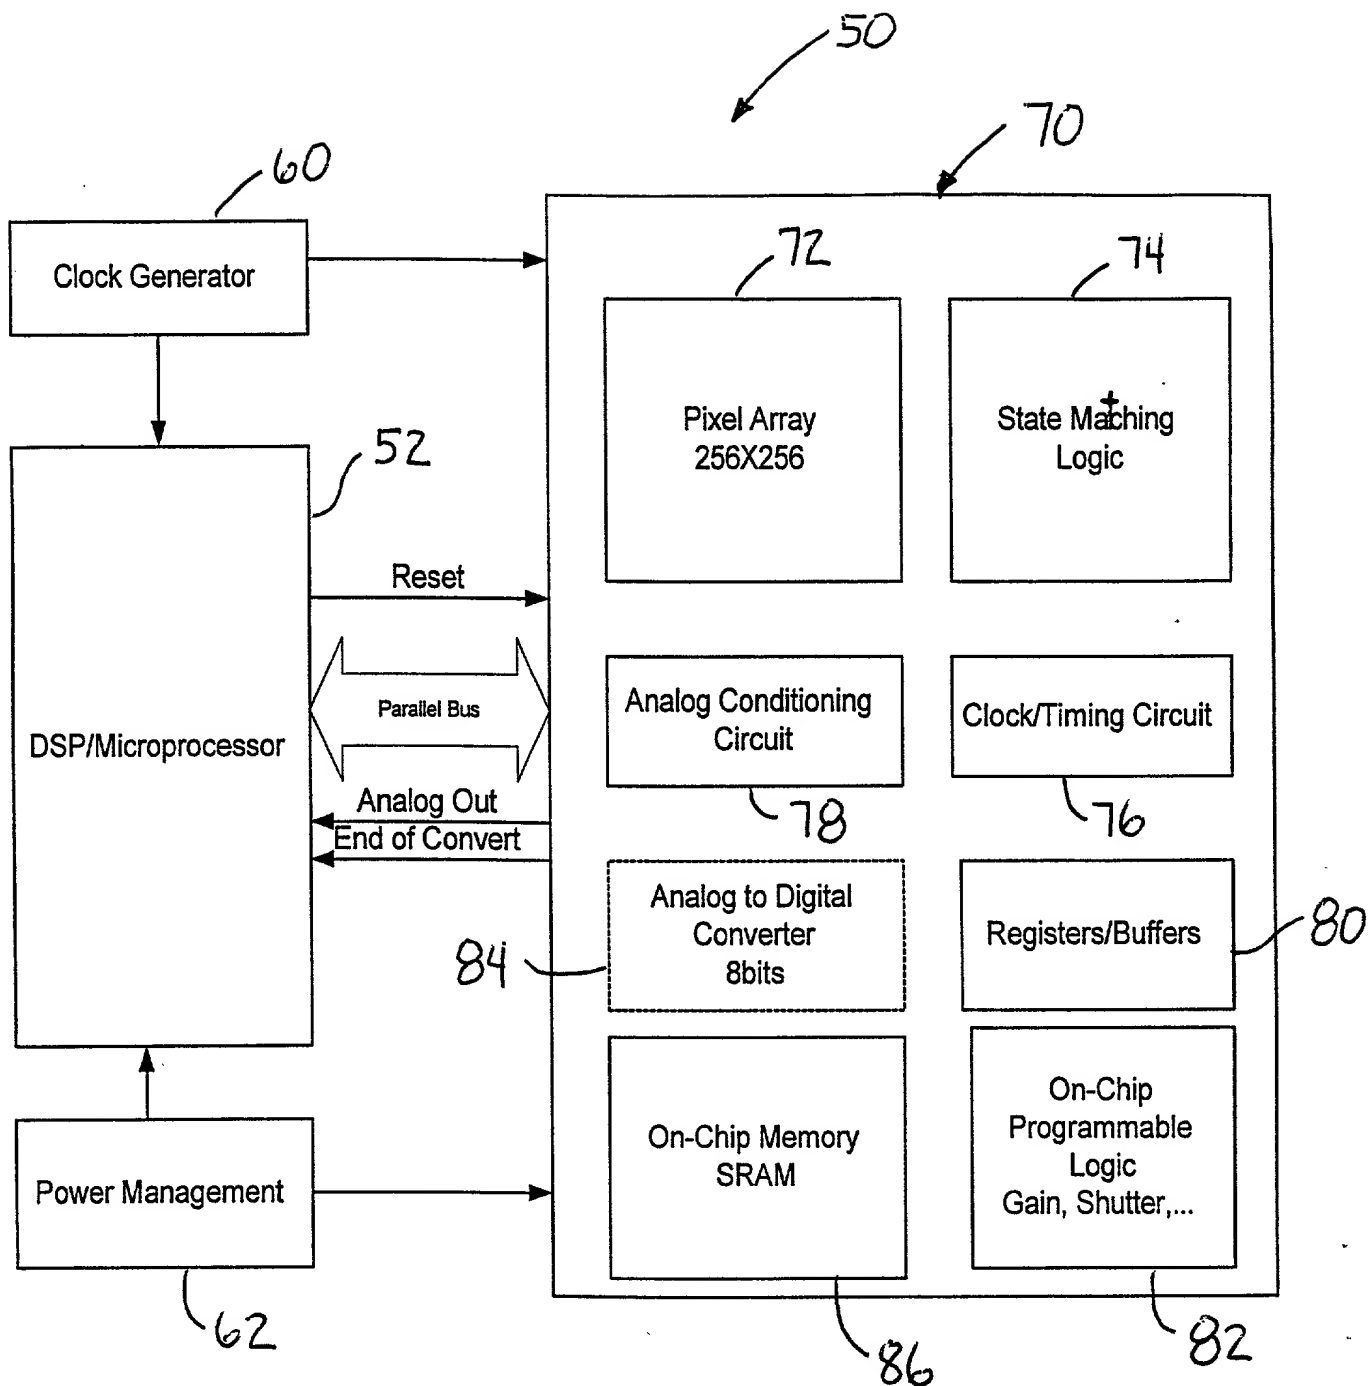 50
70
60
Clock Generator
72
74
Pixel Array
256X256
State Maching
Logic
52
Reset
Parallel Bus
DSP/Microprocessor
Analog Out
End of Convert
Analog Conditioning
Circuit
78
Clock/Timing Circuit
76
Analog to Digital
Converter
8bits
84
Registers/Buffers
80
On-Chip Memory
SRAM
86
On-Chip
Programmable
Logic
Gain, Shutter,...
82
Power Management
62